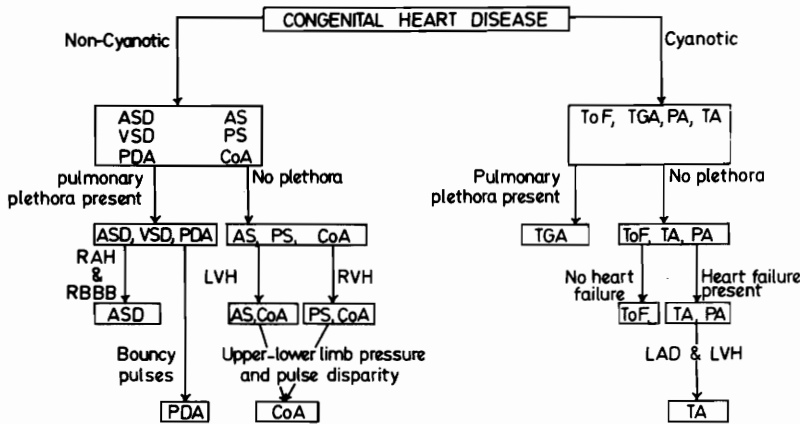 CONGENITAL HEART DISEASE
Non-Cyanotic
Cyanotic
ASD AS
VSD PS
PDA CoA
ToF, TGA, PA, TA
pulmonary
plethora present
No plethora
Pulmonary
plethora present
No plethora
ASD, VSD, PDA
AS, PS, CoA
TGA
ToF, TA, PA
RAH
&
RBBB
LVH
RVH
No heart
failure
Heart failure
present
ASD
AS, CoA
PS, CoA
ToF,
TA, PA
Bouncy
pulses
Upper-lower limb pressure
and pulse disparity
LAD & LVH
PDA
CoA
TA